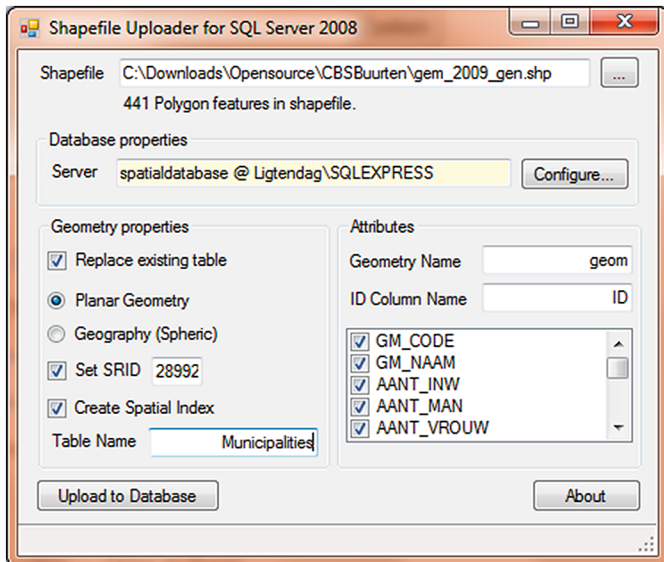 Shapefile Uploader for SQL Server 2008
Shapefile C:\Downloads\Opensource\CBSBuurten\gem_2009_gen.shp ...
441 Polygon features in shapefile.
Database properties
Server spatialdatabase @ Ligtendag\SQLEXPRESS Configure...
Geometry properties
Replace existing table
Planar Geometry
Geography (Spheric)
Set SRID 28992
Create Spatial Index
Table Name Municipalities
Attributes
Geometry Name geom
ID Column Name ID
GM_CODE
GM_NAAM
AANT_INW
AANT_MAN
AANT_VROUW
Upload to Database About